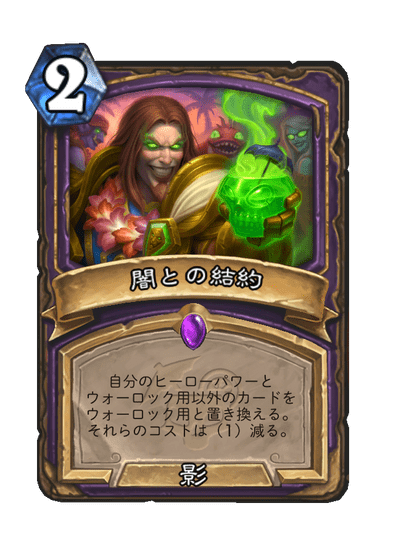 2
闇との結約
自分のヒーローパワーと
ウォーロック用以外のカードを
ウォーロック用と置き換える。
それらのコストは（1）減る。
影